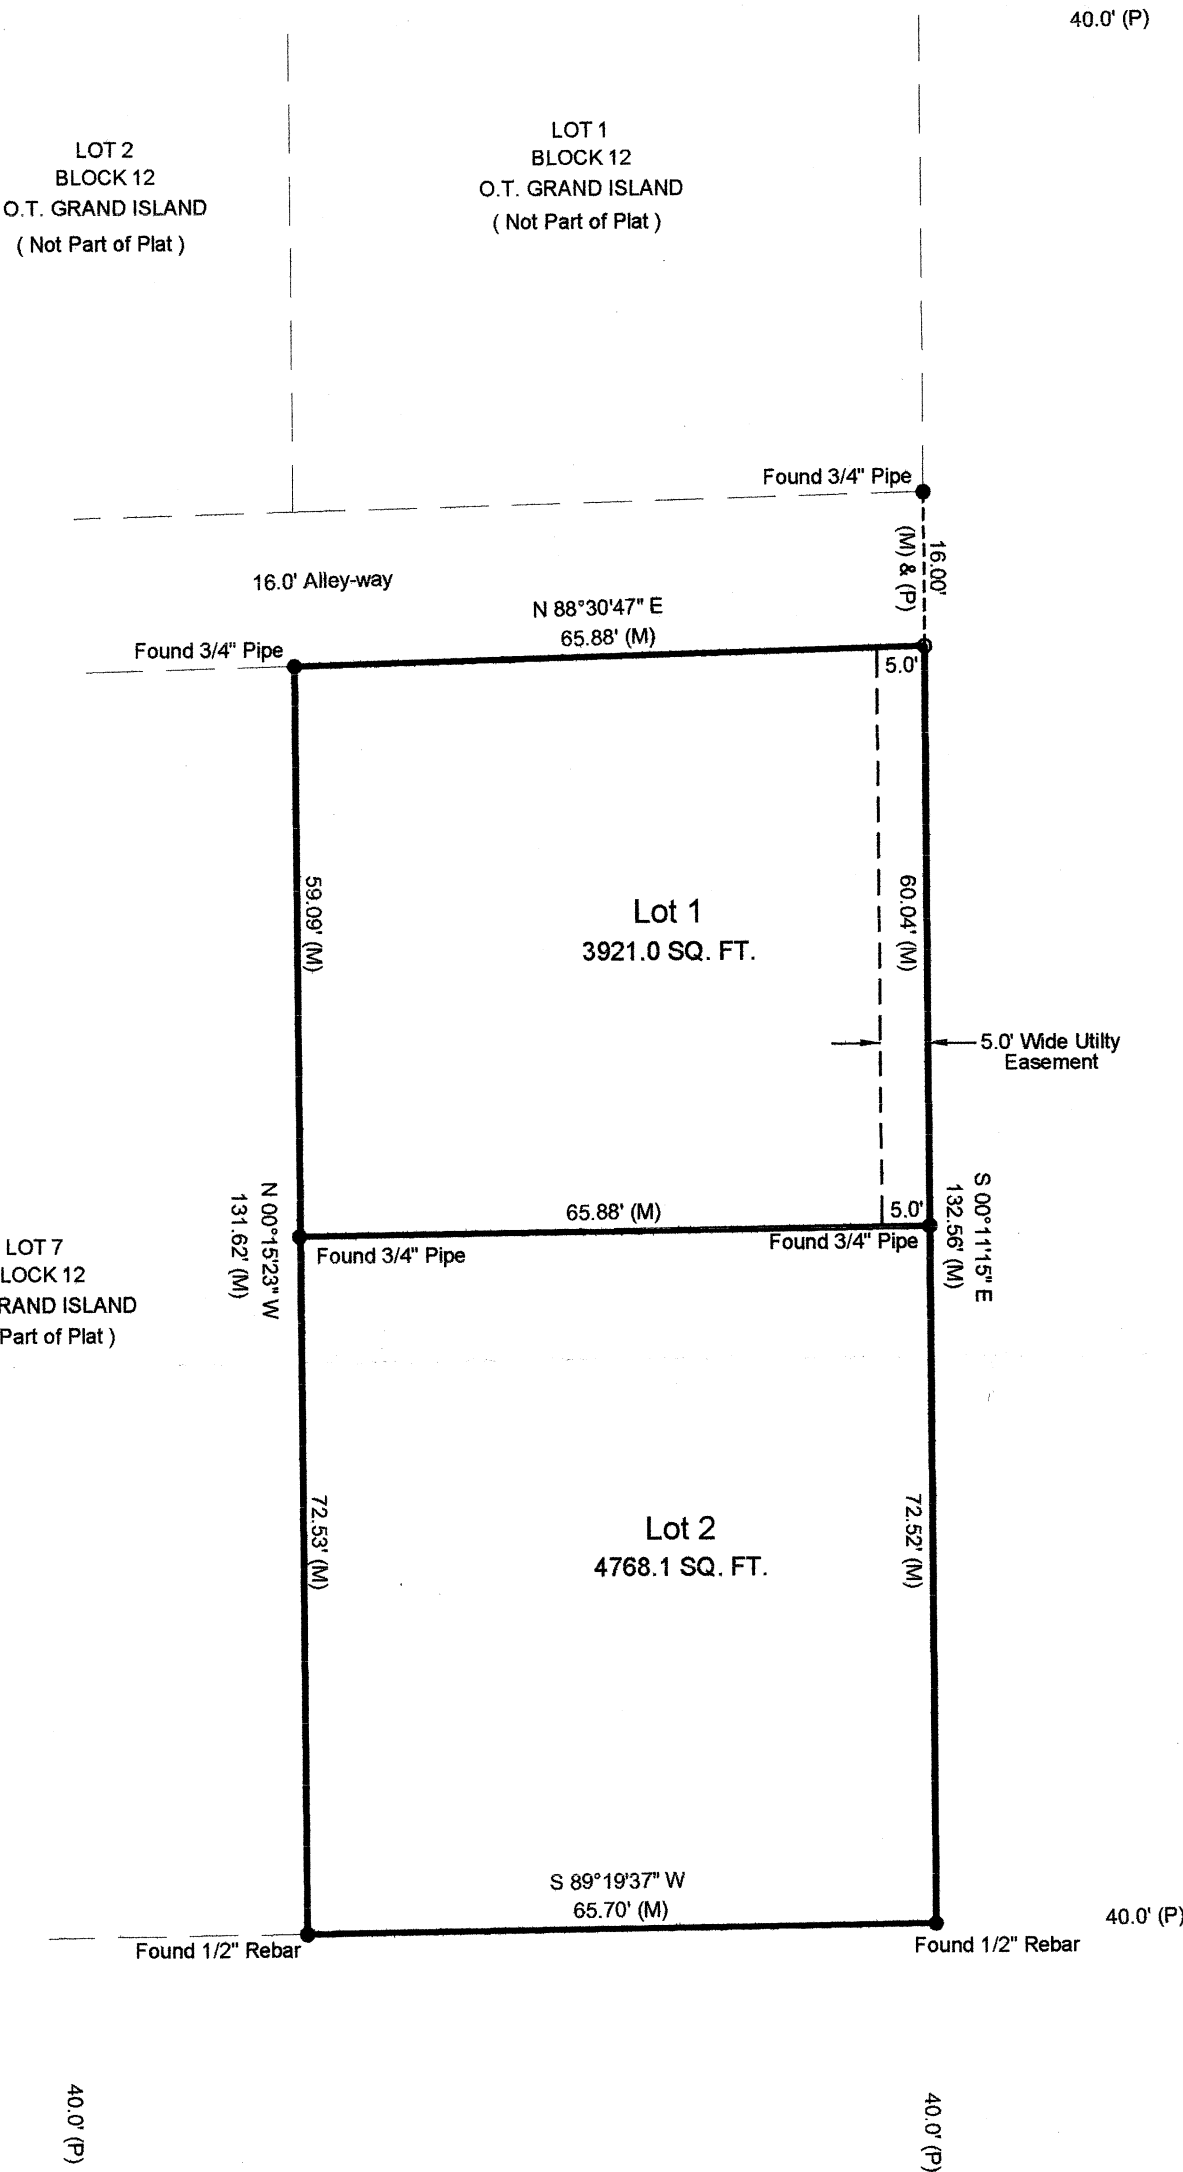 40.0' (P)
LOT 2
BLOCK 12
O.T. GRAND ISLAND
( Not Part of Plat )
LOT 1
BLOCK 12
O.T. GRAND ISLAND
( Not Part of Plat )
Found 3/4" Pipe
16.00'
(M) & (P)
16.0' Alley-way
N 88°30'47" E
65.88' (M)
Found 3/4" Pipe
5.0'
59.09' (M)
Lot 1
3921.0 SQ. FT.
60.04' (M)
5.0' Wide Utilty
Easement
N 00°15'23" W
131.62' (M)
65.88' (M)
5.0'
S 00°11'15" E
132.56' (M)
Found 3/4" Pipe
Found 3/4" Pipe
LOT 7
LOCK 12
RAND ISLAND
Part of Plat )
72.53' (M)
Lot 2
4768.1 SQ. FT.
72.52' (M)
S 89°19'37" W
65.70' (M)
40.0' (P)
Found 1/2" Rebar
Found 1/2" Rebar
40.0' (P)
40.0' (P)